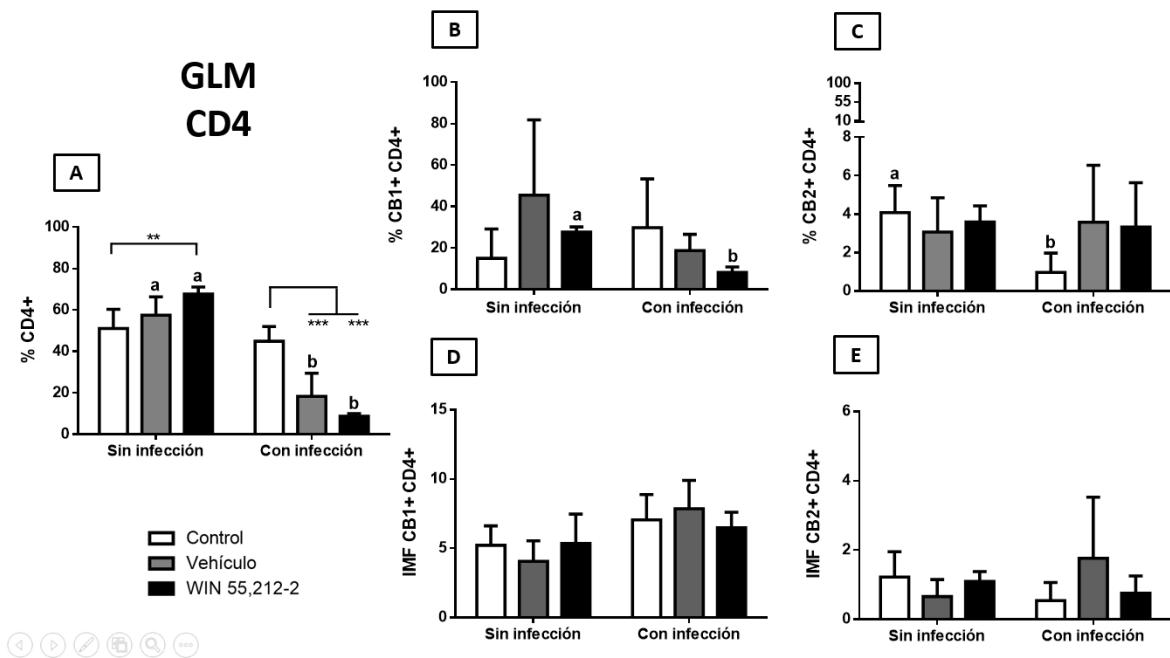 GLM
CD4
A
% CD4+
100
80
60
40
20
0
**
a
a
***
***
b
b
Sin infección
Con infección
Control
Vehículo
WIN 55,212-2
B
% CB1+ CD4+
100
80
60
40
20
0
a
b
Sin infección
Con infección
C
% CB2+ CD4+
100
55
10
8
6
4
2
0
a
b
Sin infección
Con infección
D
IMF CB1+ CD4+
15
10
5
0
Sin infección
Con infección
E
IMF CB2+ CD4+
6
4
2
0
Sin infección
Con infección